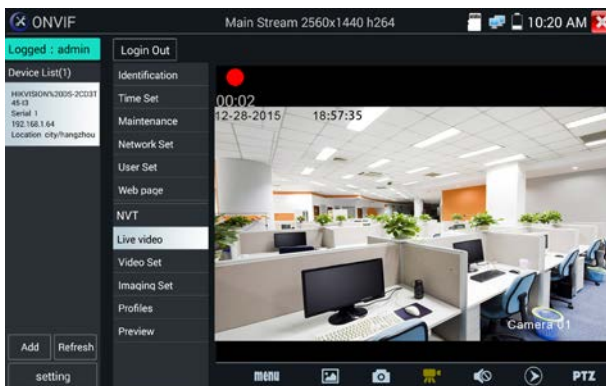 ONVIF
Main Stream 2560x1440 h264
10:20 AM
Logged : admin
Login Out
Device List(1)
HIKVISION%20DS-2CD3T
45-I3
Serial 1
192.168.1.64
Location city/hangzhou
Identification
Time Set
Maintenance
Network Set
User Set
Web page
NVT
Live video
Video Set
Imaging Set
Profiles
Preview
00:02
12-28-2015 18:57:35
Camera 01
Add
Refresh
setting
menu
PTZ